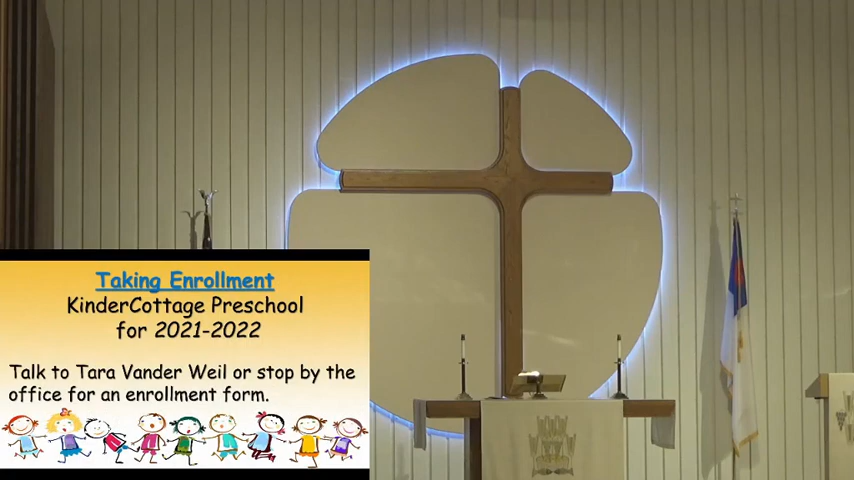 Taking Enrollment
KinderCottage Preschool
for 2021-2022
Talk to Tara Vander Weil or stop by the
office for an enrollment form.